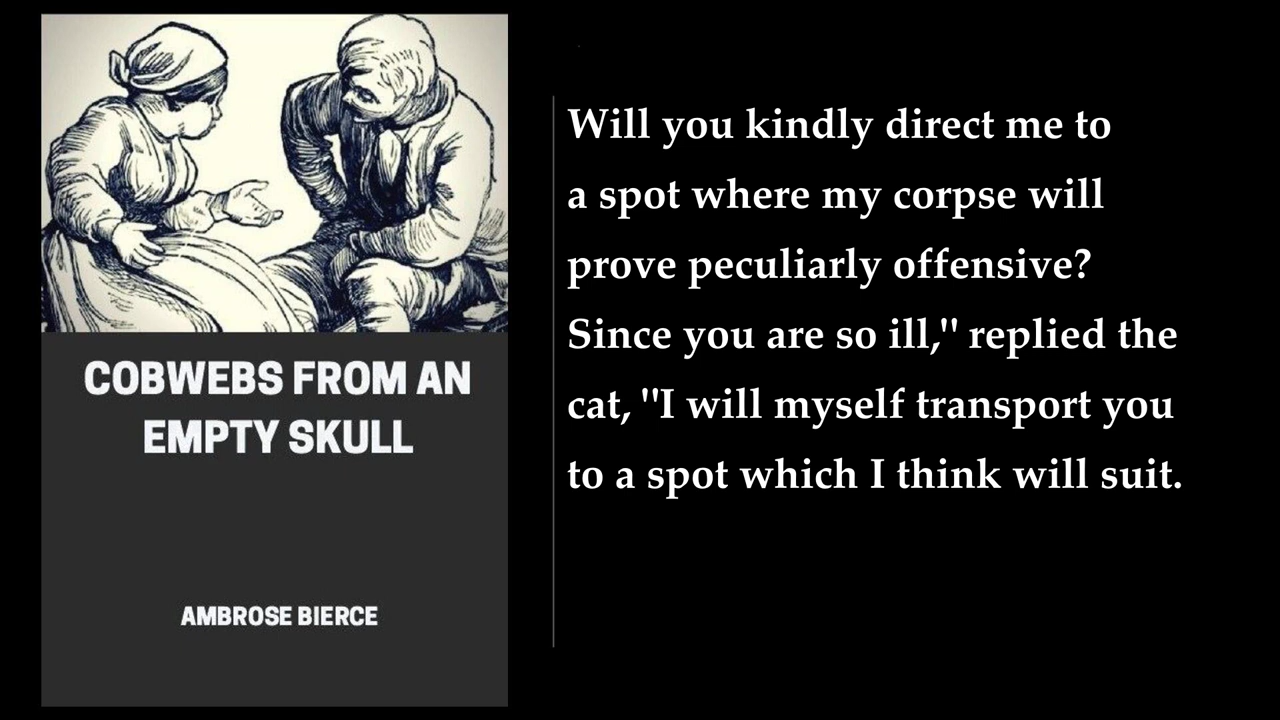 COBWEBS FROM AN
EMPTY SKULL
AMBROSE BIERCE
Will you kindly direct me to
a spot where my corpse will
prove peculiarly offensive?
Since you are so ill," replied the
cat, "I will myself transport you
to a spot which I think will suit.